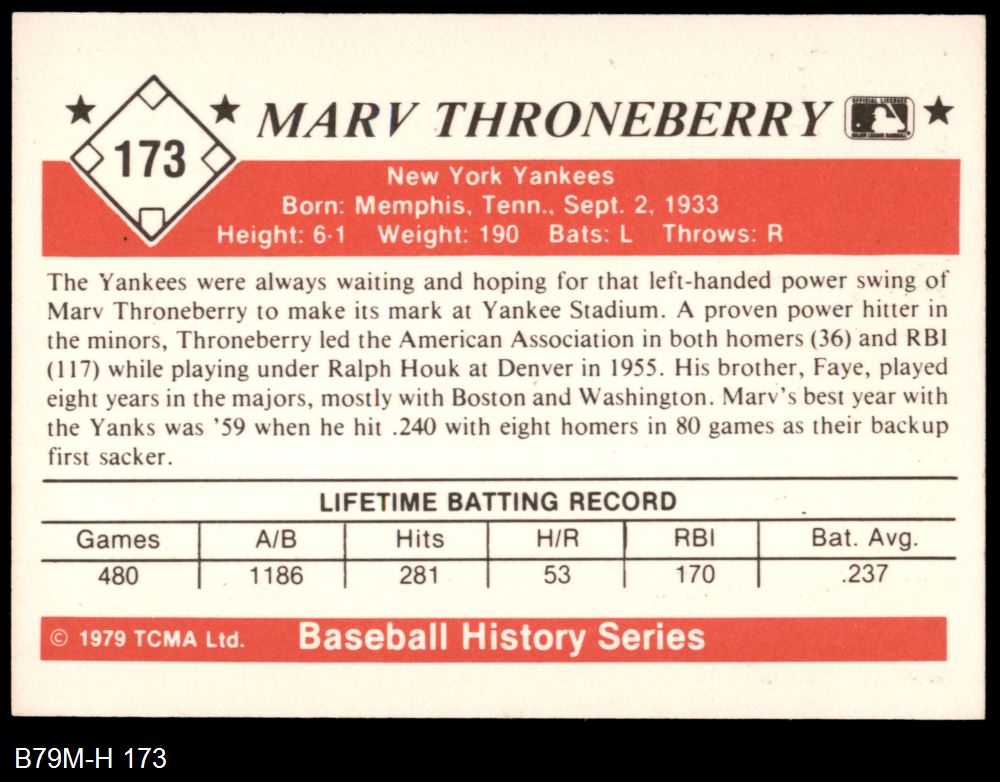 MARV THRONEBERRY
OFFICIAL LICENSEE
MAJOR LEAGUE BASEBALL
173
New York Yankees
Born: Memphis, Tenn., Sept. 2, 1933
Height: 6-1 Weight: 190 Bats: L Throws: R
The Yankees were always waiting and hoping for that left-handed power swing of
Marv Throneberry to make its mark at Yankee Stadium. A proven power hitter in
the minors, Throneberry led the American Association in both homers (36) and RBI
(117) while playing under Ralph Houk at Denver in 1955. His brother, Faye, played
eight years in the majors, mostly with Boston and Washington. Marv's best year with
the Yanks was '59 when he hit .240 with eight homers in 80 games as their backup
first sacker.
LIFETIME BATTING RECORD
Games A/B Hits H/R RBI Bat. Avg.
480 1186 281 53 170 .237
© 1979 TCMA Ltd. Baseball History Series
B79M-H 173